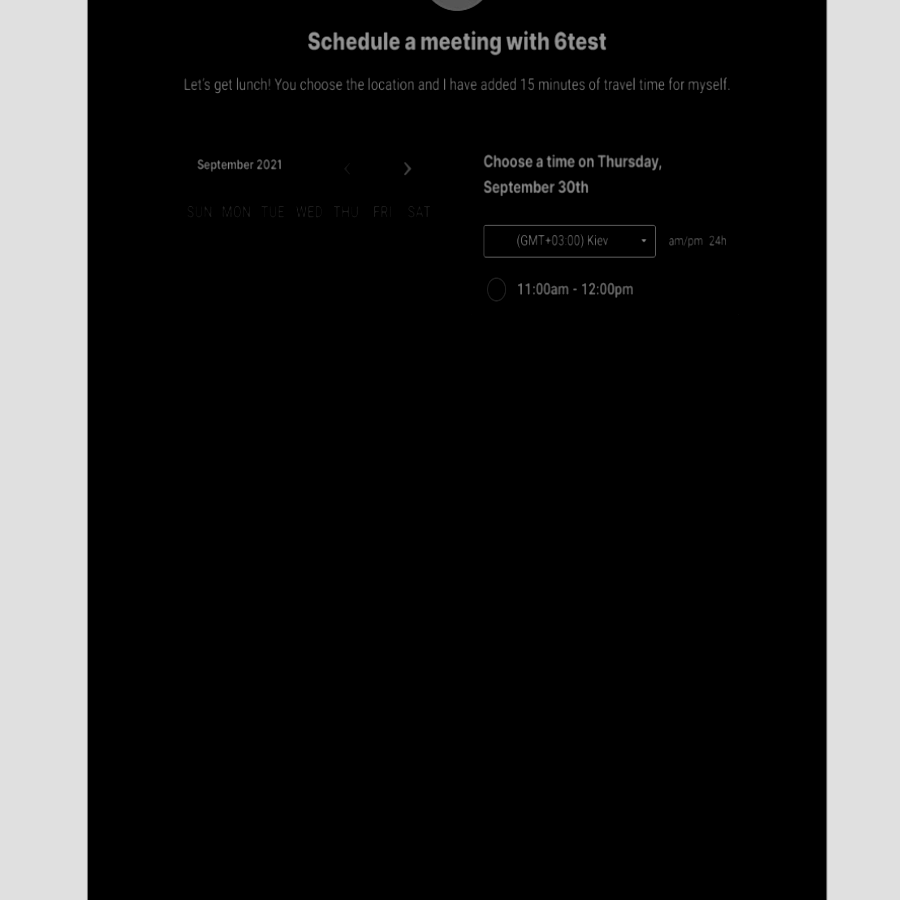 Schedule a meeting with 6test
Let's get lunch! You choose the location and I have added 15 minutes of travel time for myself.
September 2021
SUN MON TUE WED THU FRI SAT
Choose a time on Thursday,
September 30th
(GMT+03:00) Kiev
am/pm 24h
11:00am - 12:00pm